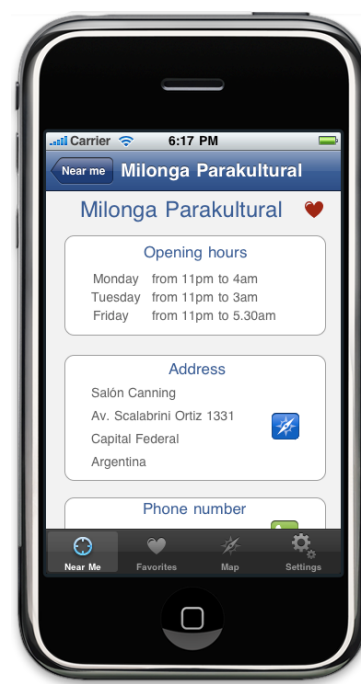 Carrier 6:17 PM
Near me Milonga Parakultural
Milonga Parakultural
Opening hours
Monday from 11pm to 4am
Tuesday from 11pm to 3am
Friday from 11pm to 5.30am
Address
Salón Canning
Av. Scalabrini Ortiz 1331
Capital Federal
Argentina
Phone number
Near Me Favorites Map Settings